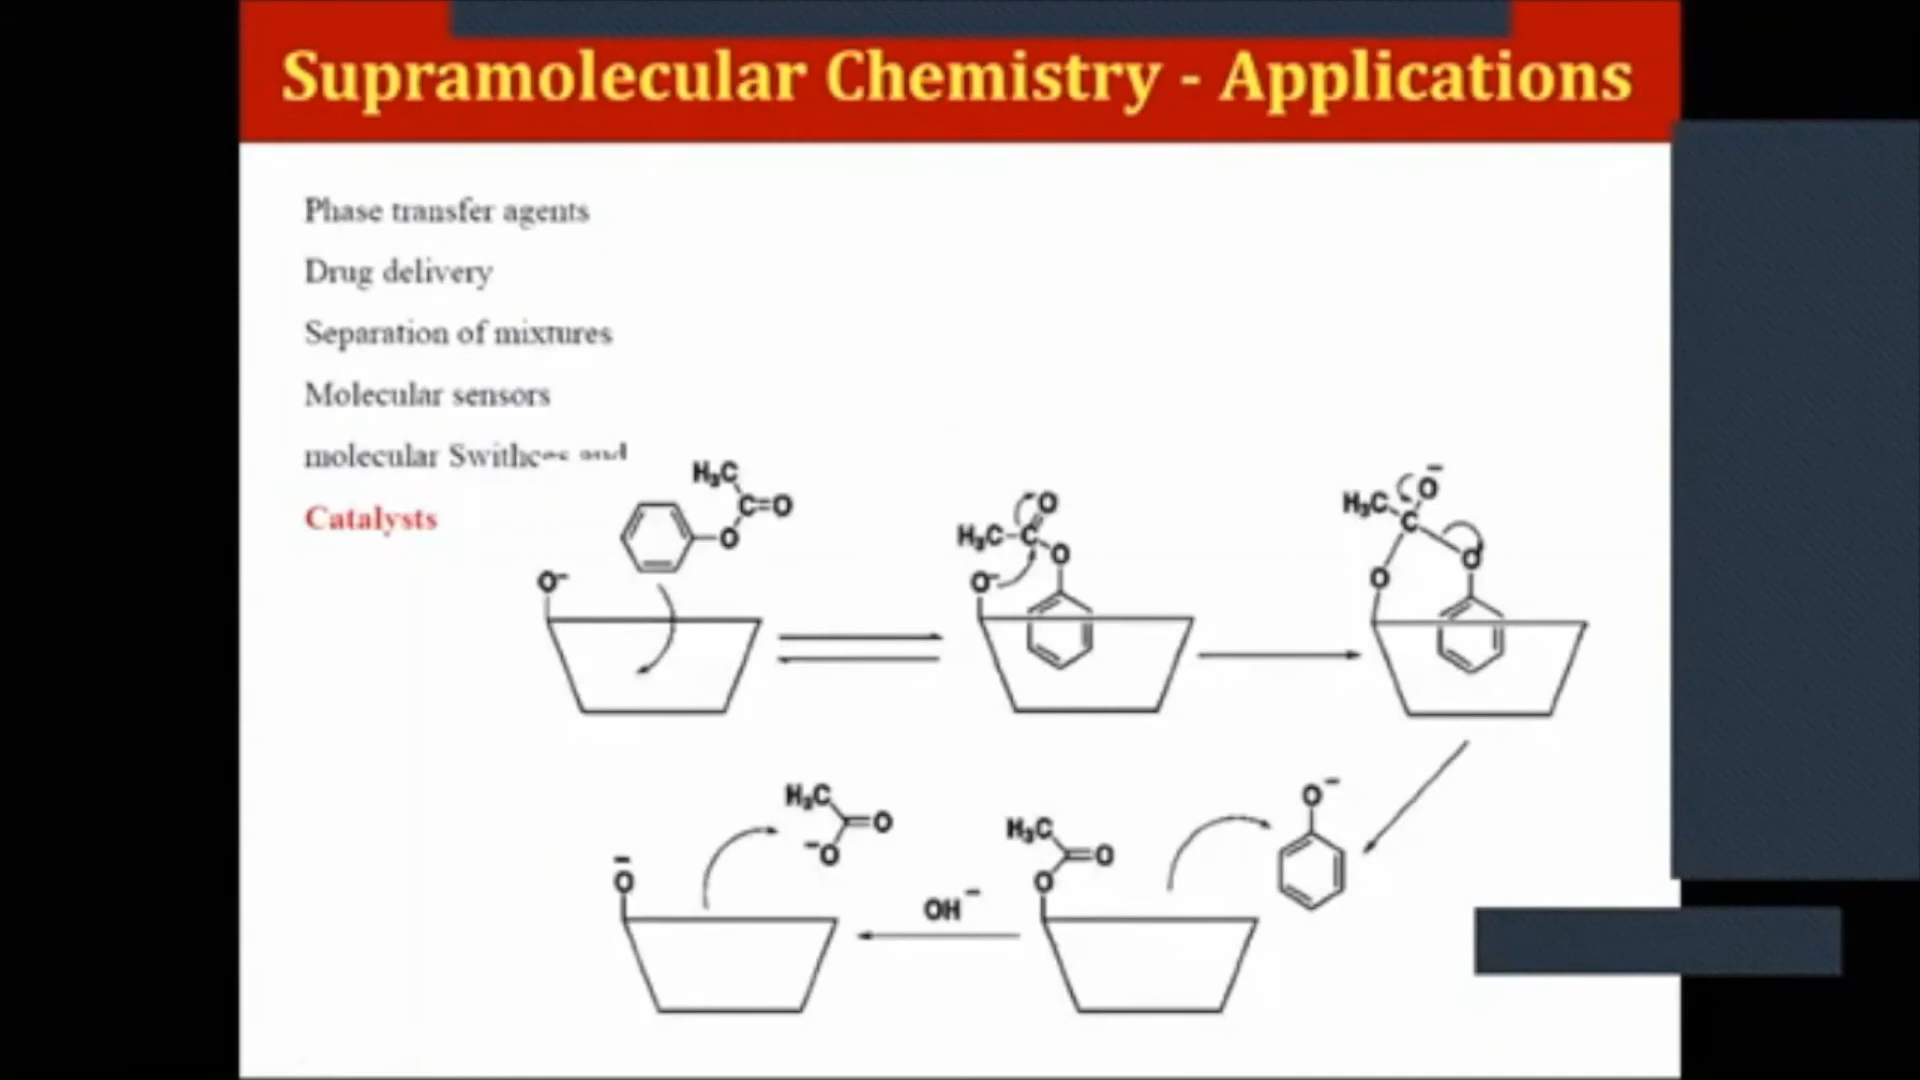 Supramolecular Chemistry - Applications
Phase transfer agents
Drug delivery
Separation of mixtures
Molecular sensors
molecular Swithces and
Catalysts
H₃C
C=O
O
O⁻
O
H₃C-C
O
O⁻
O⁻
H₃C
C
O
O
H₃C
=O
⁻O
O⁻
OH⁻
H₃C
=O
O
O⁻